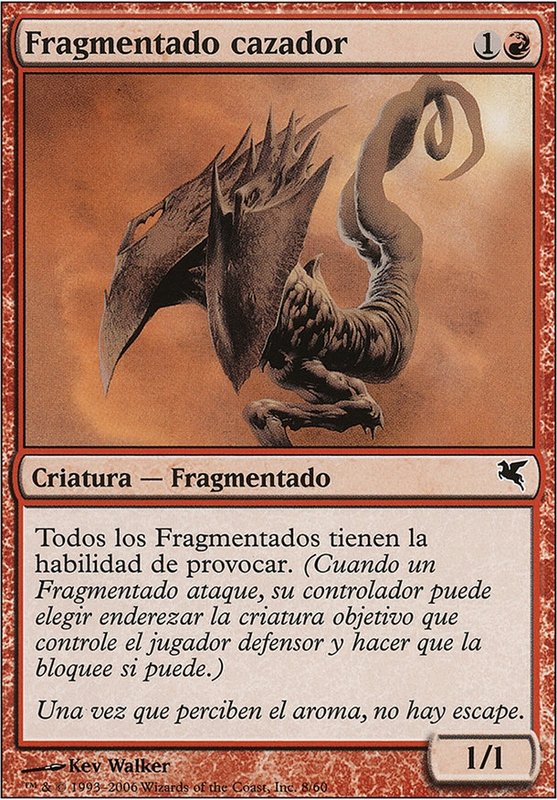 Fragmentado cazador
1
Criatura — Fragmentado
Todos los Fragmentados tienen la
habilidad de provocar. (Cuando un
Fragmentado ataque, su controlador puede
elegir enderezar la criatura objetivo que
controle el jugador defensor y hacer que la
bloquee si puede.)
Una vez que perciben el aroma, no hay escape.
1/1
Kev Walker
™ & © 1993-2006 Wizards of the Coast, Inc. 8/60